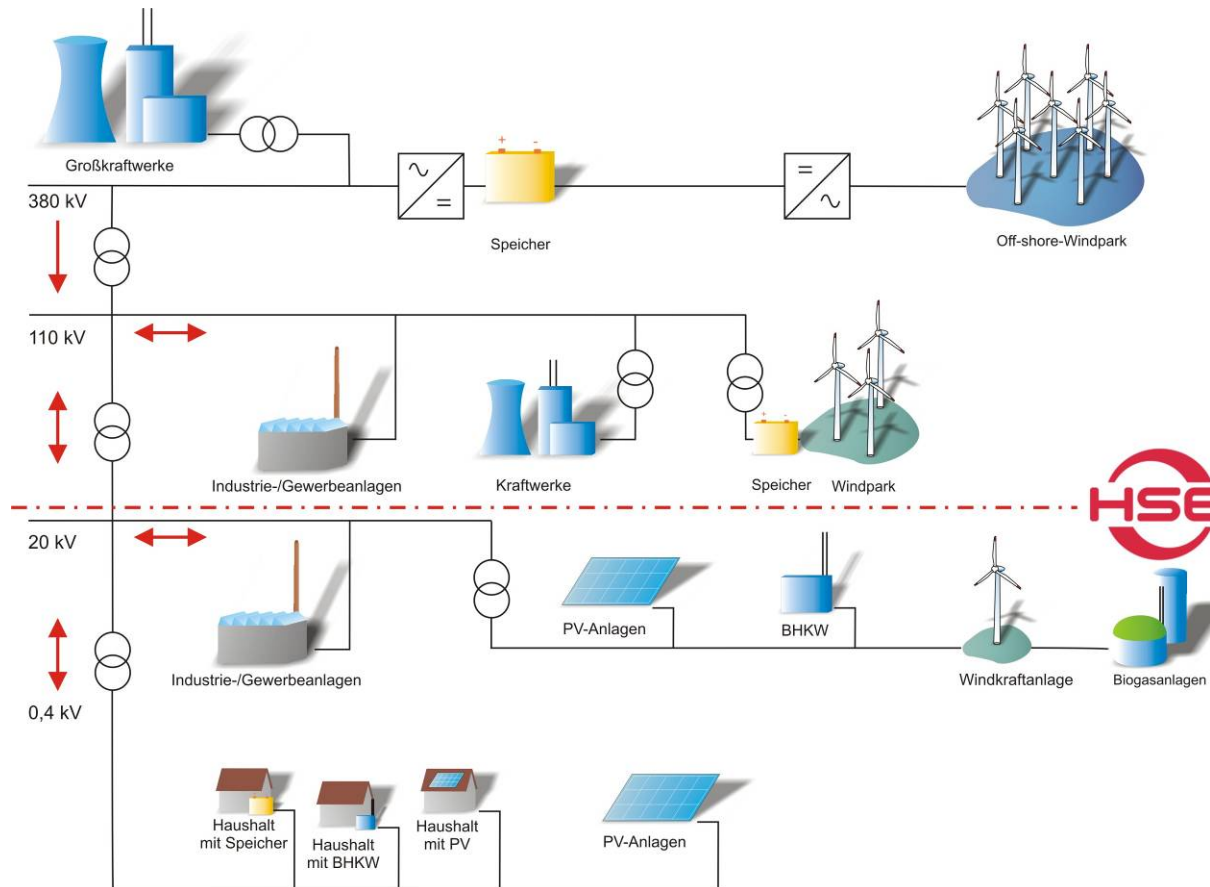 Großkraftwerke
380 kV
+ -
Speicher
Off-shore-Windpark
110 kV
+ -
Industrie-/Gewerbeanlagen
Kraftwerke
Speicher
Windpark
HSE
20 kV
PV-Anlagen
BHKW
Industrie-/Gewerbeanlagen
Windkraftanlage
Biogasanlagen
0,4 kV
Haushalt
mit Speicher
Haushalt
mit BHKW
Haushalt
mit PV
PV-Anlagen